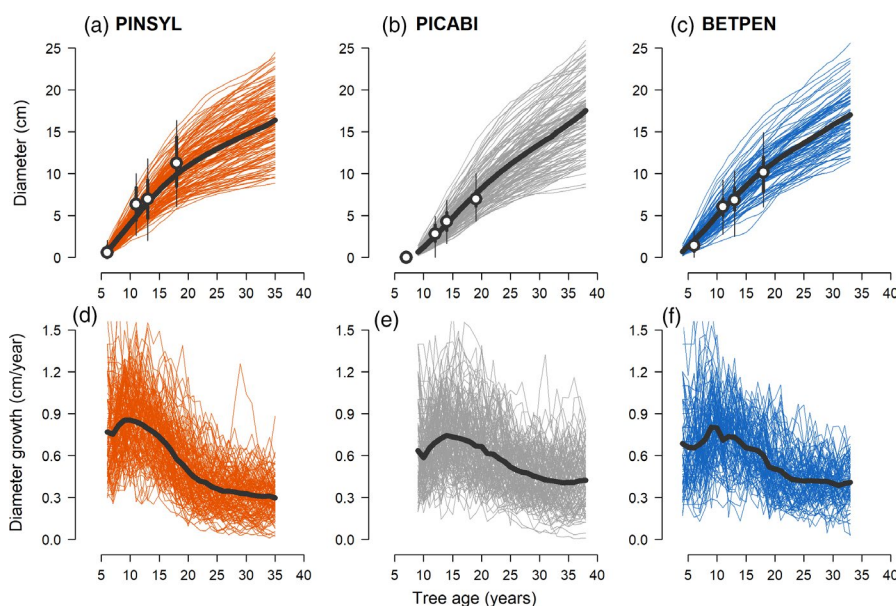 (a) PINSYL
(b) PICABI
(c) BETPEN
Diameter (cm)
25
20
15
10
5
0
5 10 15 20 25 30 35 40
25
20
15
10
5
0
5 10 15 20 25 30 35 40
25
20
15
10
5
0
5 10 15 20 25 30 35 40
(d)
(e)
(f)
Diameter growth (cm/year)
1.5
1.2
0.9
0.6
0.3
0.0
5 10 15 20 25 30 35 40
1.5
1.2
0.9
0.6
0.3
0.0
5 10 15 20 25 30 35 40
1.5
1.2
0.9
0.6
0.3
0.0
5 10 15 20 25 30 35 40
Tree age (years)